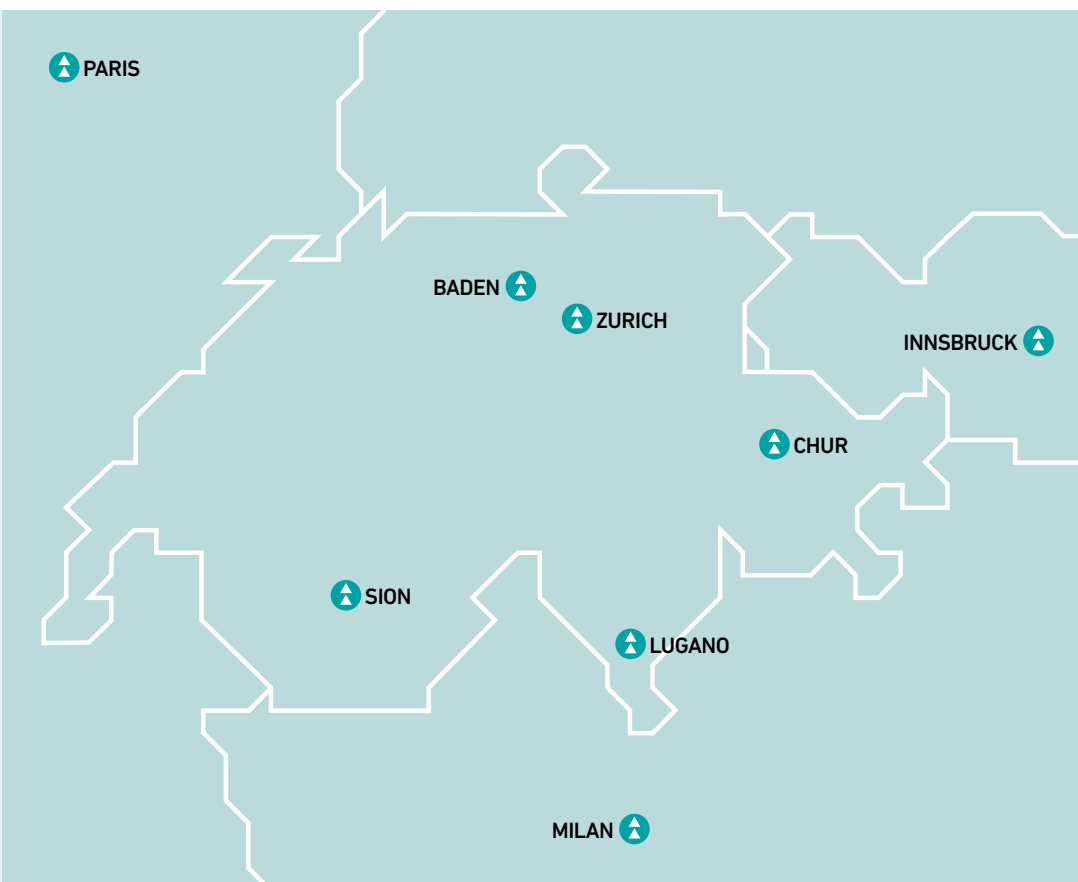 PARIS
BADEN
ZURICH
INNSBRUCK
CHUR
SION
LUGANO
MILAN